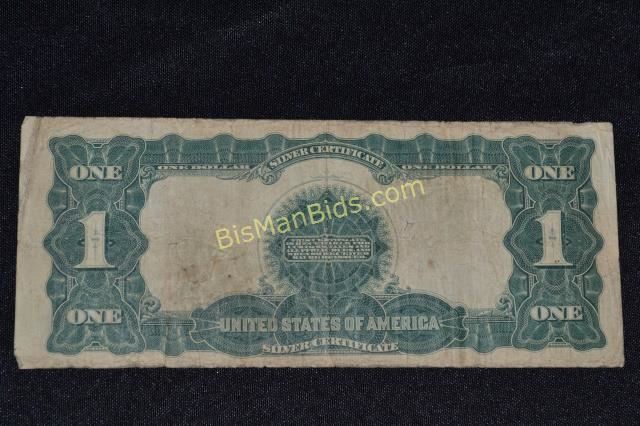 SILVER CERTIFICATE
ONE DOLLAR ONE DOLLAR
ONE ONE
1 1
BisManBids.com
ONE ONE
UNITED STATES OF AMERICA
SILVER CERTIFICATE